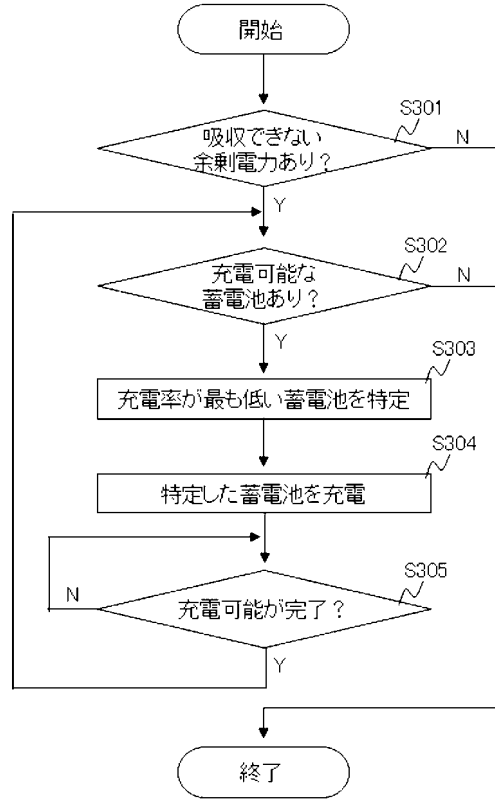 開始
S301
吸収できない
余剰電力あり？
N
Y
S302
充電可能な
蓄電池あり？
N
Y
S303
充電率が最も低い蓄電池を特定
S304
特定した蓄電池を充電
S305
N
充電可能が完了？
Y
終了